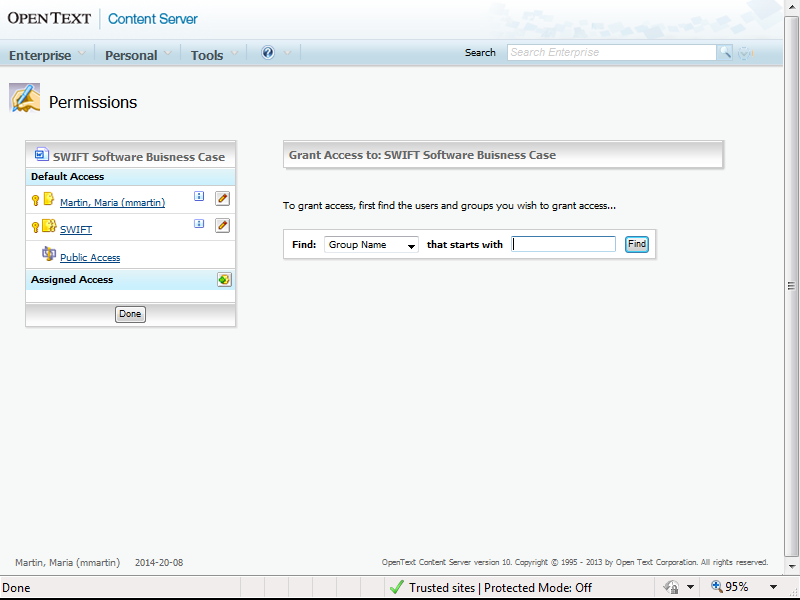 OPEN TEXT | Content Server
Enterprise Personal Tools Search Search Enterprise
Permissions
SWIFT Software Buisness Case
Default Access
Martin, Maria (mmartin)
SWIFT
Public Access
Assigned Access
Done
Grant Access to: SWIFT Software Buisness Case
To grant access, first find the users and groups you wish to grant access...
Find: Group Name that starts with Find
Martin, Maria (mmartin) 2014-20-08 OpenText Content Server version 10. Copyright © 1995 - 2013 by Open Text Corporation. All rights reserved.
Done Trusted sites | Protected Mode: Off 95%